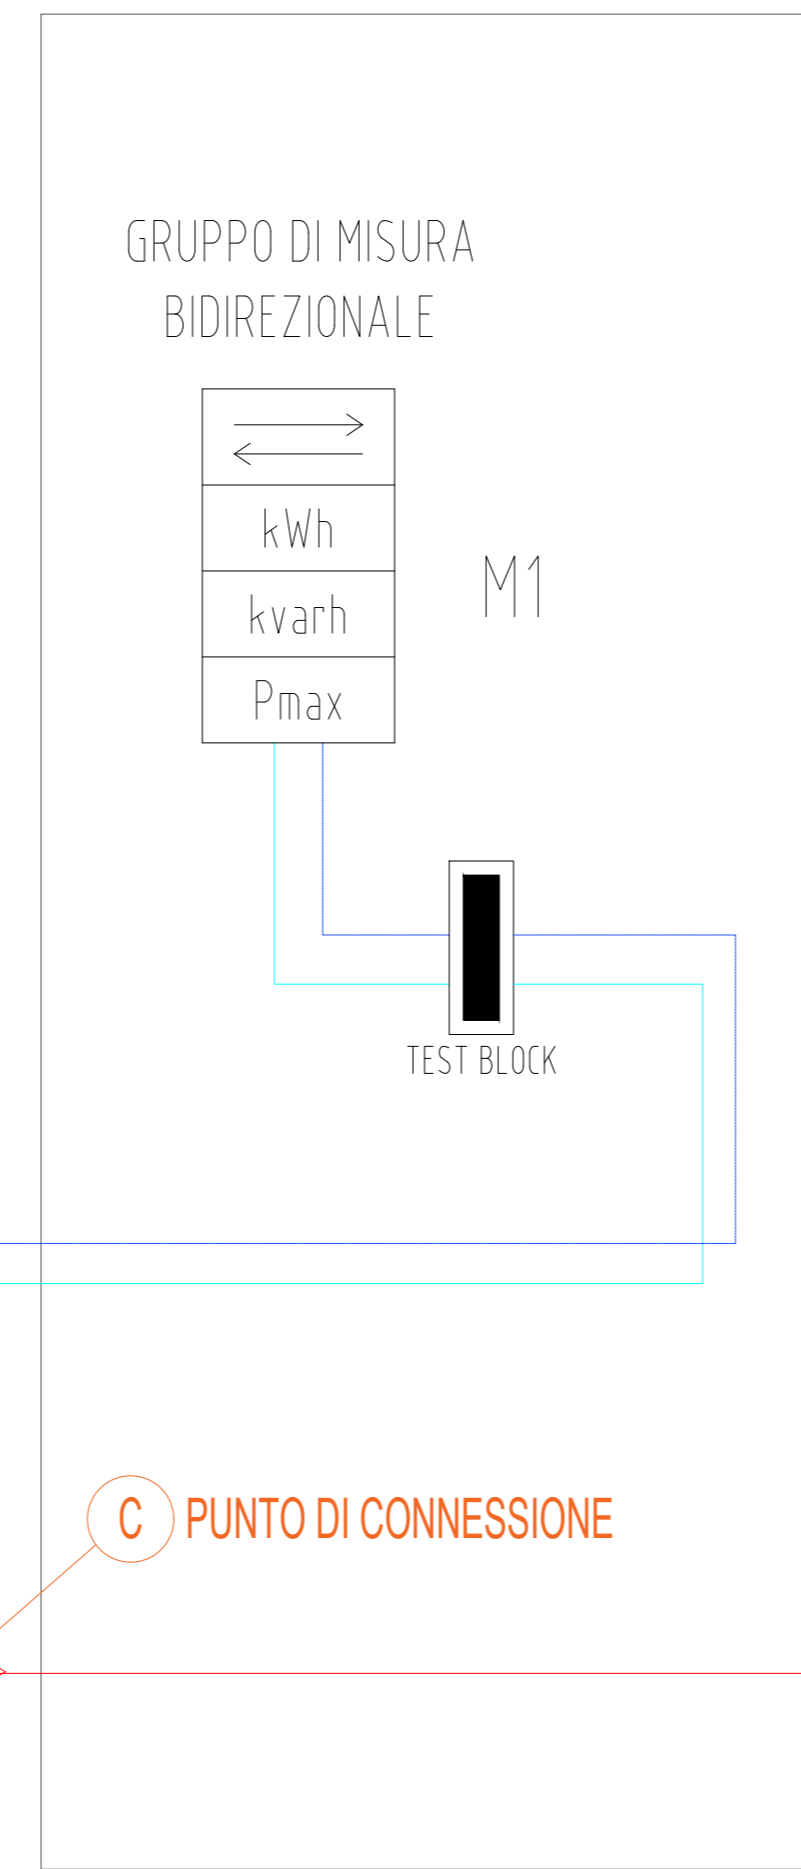 GRUPPO DI MISURA
BIDIREZIONALE
kWh
kvarh
Pmax
M1
TEST BLOCK
C PUNTO DI CONNESSIONE